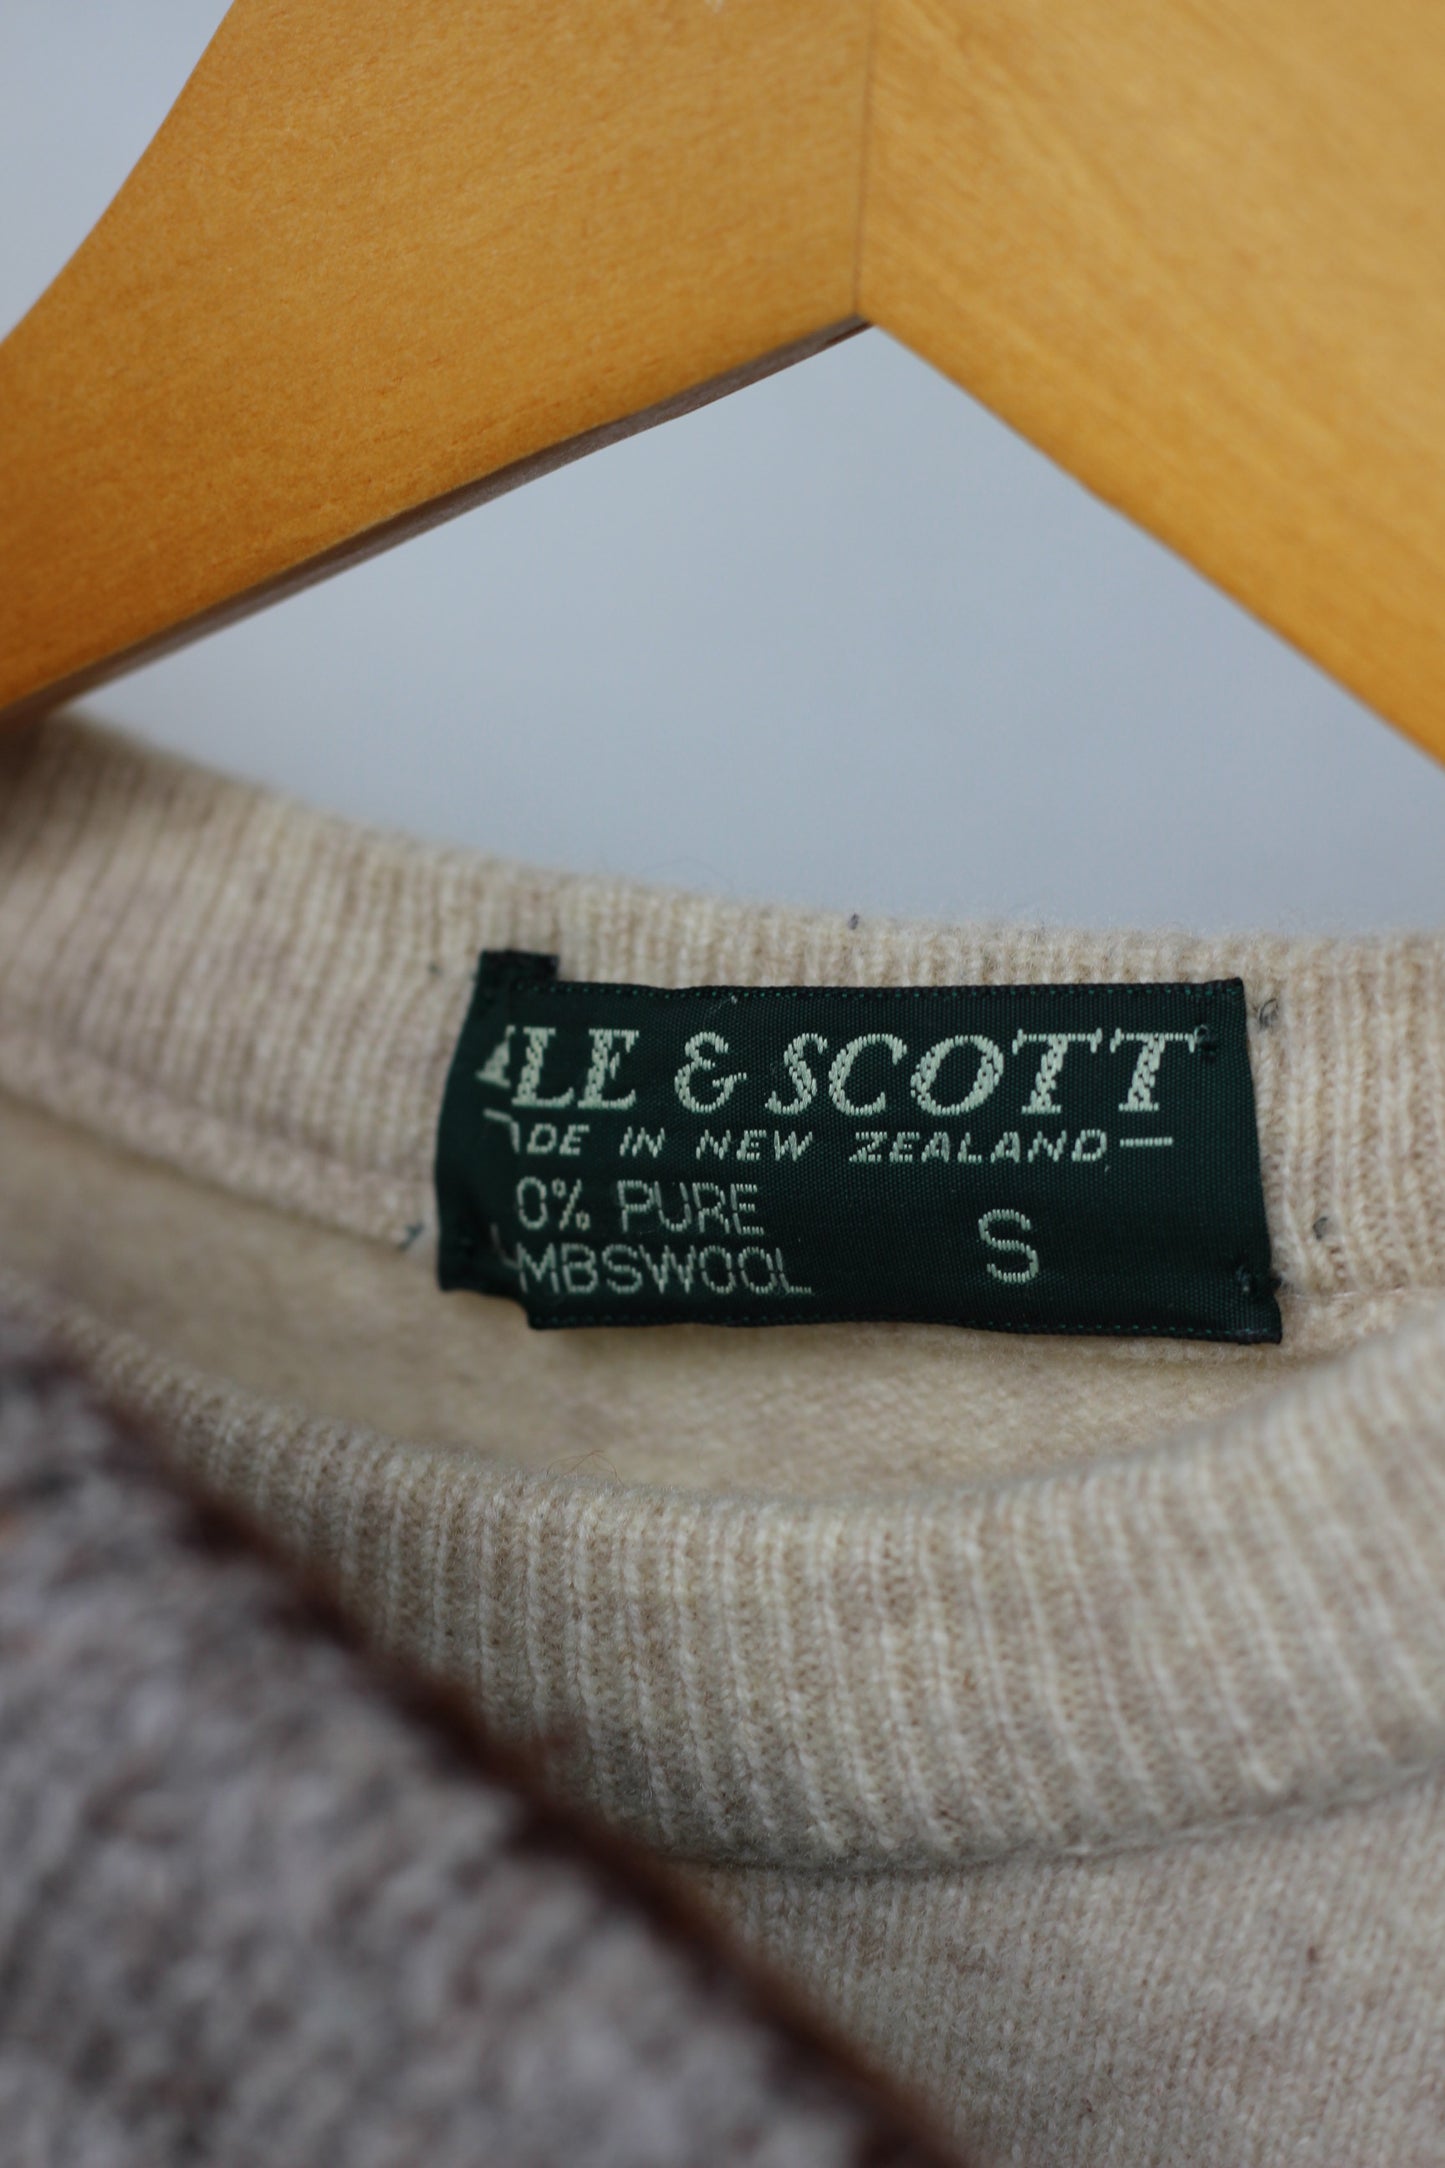 LE & SCOTT
DE IN NEW ZEALAND—
0% PURE
MBSWOOL S